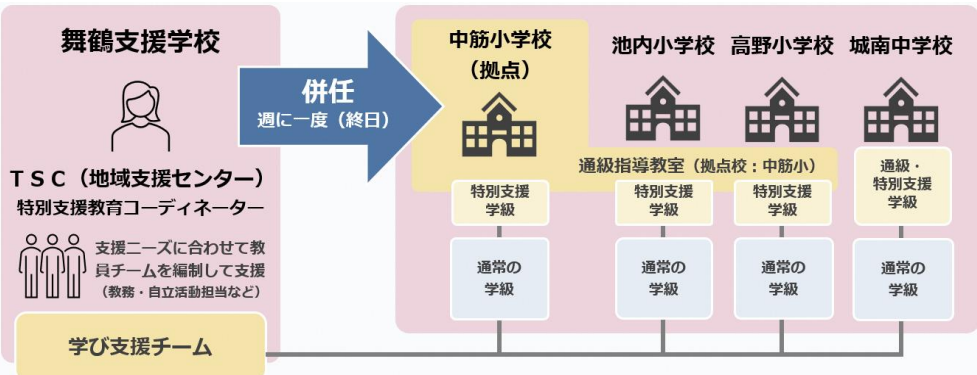 舞鶴支援学校
TSC（地域支援センター）
特別支援教育コーディネーター
支援ニーズに合わせて教
員チームを編制して支援
（教務・自立活動担当など）
学び支援チーム
併任
週に一度（終日）
中筋小学校
（拠点）
池内小学校
高野小学校
城南中学校
通級指導教室（拠点校：中筋小）
特別支援
学級
特別支援
学級
特別支援
学級
通級・
特別支援
学級
通常の
学級
通常の
学級
通常の
学級
通常の
学級